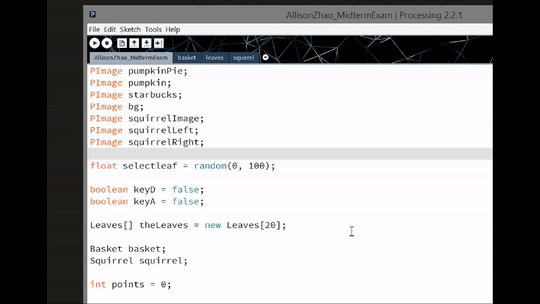 AllisonZhao_MidtermExam | Processing 2.2.1
File Edit Sketch Tools Help
AllisonZhao_MidtermExam basket leaves squirrel
PImage pumpkinPie;
PImage pumpkin;
PImage starbucks;
PImage bg;
PImage squirrelImage;
PImage squirrelLeft;
PImage squirrelRight;
float selectleaf = random(0, 100);
boolean keyD = false;
boolean keyA = false;
Leaves[] theLeaves = new Leaves[20];
Basket basket;
Squirrel squirrel;
int points = 0;